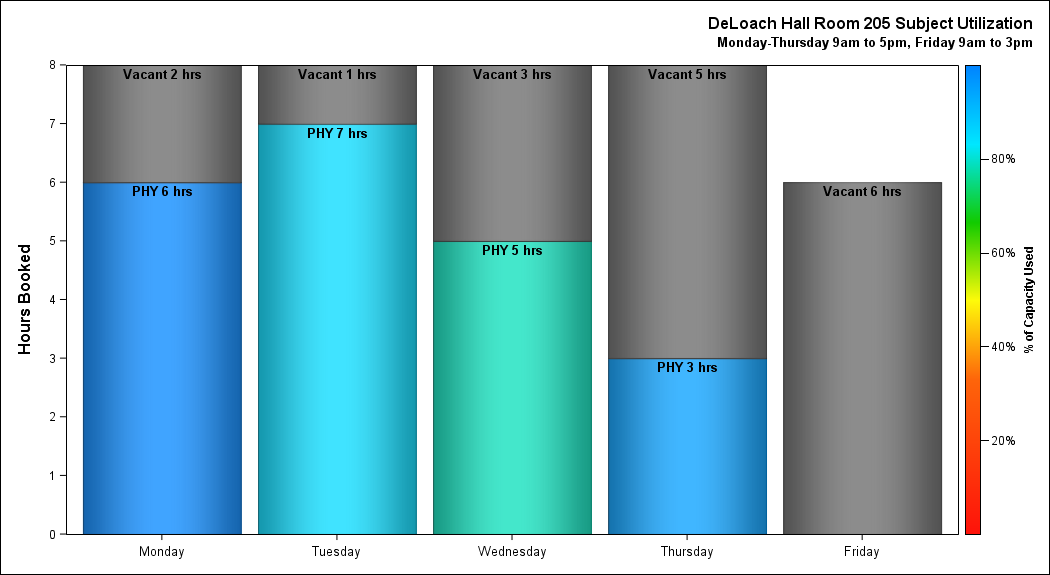 DeLoach Hall Room 205 Subject Utilization
Monday-Thursday 9am to 5pm, Friday 9am to 3pm
Hours Booked
8
7
6
5
4
3
2
1
0
Vacant 2 hrs
PHY 6 hrs
Vacant 1 hrs
PHY 7 hrs
Vacant 3 hrs
PHY 5 hrs
Vacant 5 hrs
PHY 3 hrs
Vacant 6 hrs
Monday
Tuesday
Wednesday
Thursday
Friday
80%
60%
40%
20%
% of Capacity Used